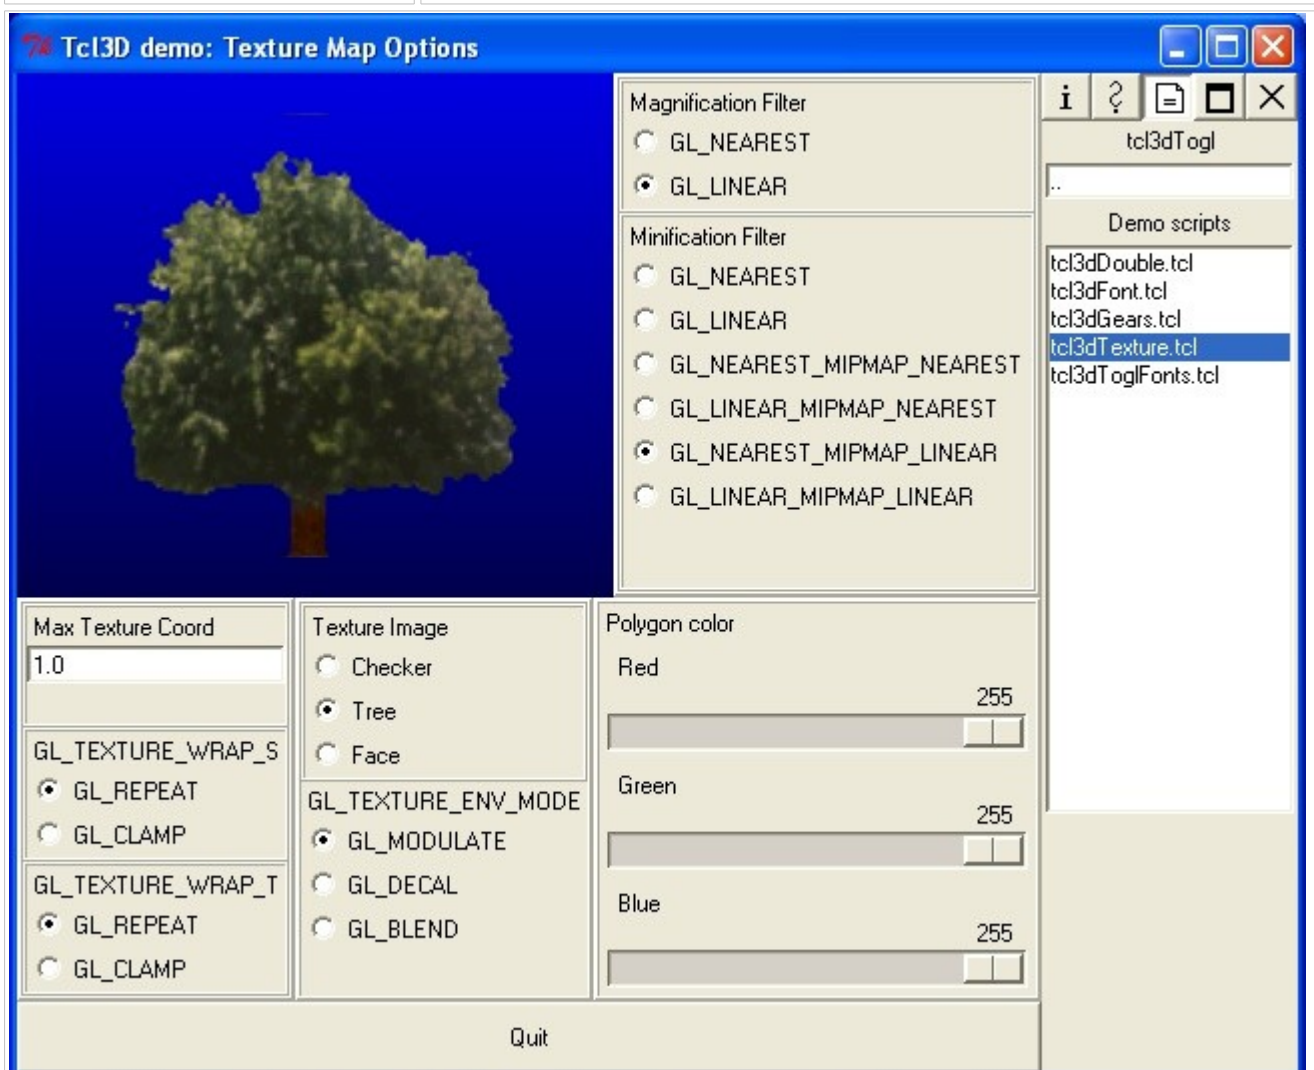 Tcl3D demo: Texture Map Options
Magnification Filter
GL_NEAREST
GL_LINEAR
Minification Filter
GL_NEAREST
GL_LINEAR
GL_NEAREST_MIPMAP_NEAREST
GL_LINEAR_MIPMAP_NEAREST
GL_NEAREST_MIPMAP_LINEAR
GL_LINEAR_MIPMAP_LINEAR
tcl3dTogl
..
Demo scripts
tcl3dDouble.tcl
tcl3dFont.tcl
tcl3dGears.tcl
tcl3dTexture.tcl
tcl3dToglFonts.tcl
Max Texture Coord
1.0
GL_TEXTURE_WRAP_S
GL_REPEAT
GL_CLAMP
GL_TEXTURE_WRAP_T
GL_REPEAT
GL_CLAMP
Texture Image
Checker
Tree
Face
GL_TEXTURE_ENV_MODE
GL_MODULATE
GL_DECAL
GL_BLEND
Polygon color
Red
255
Green
255
Blue
255
Quit